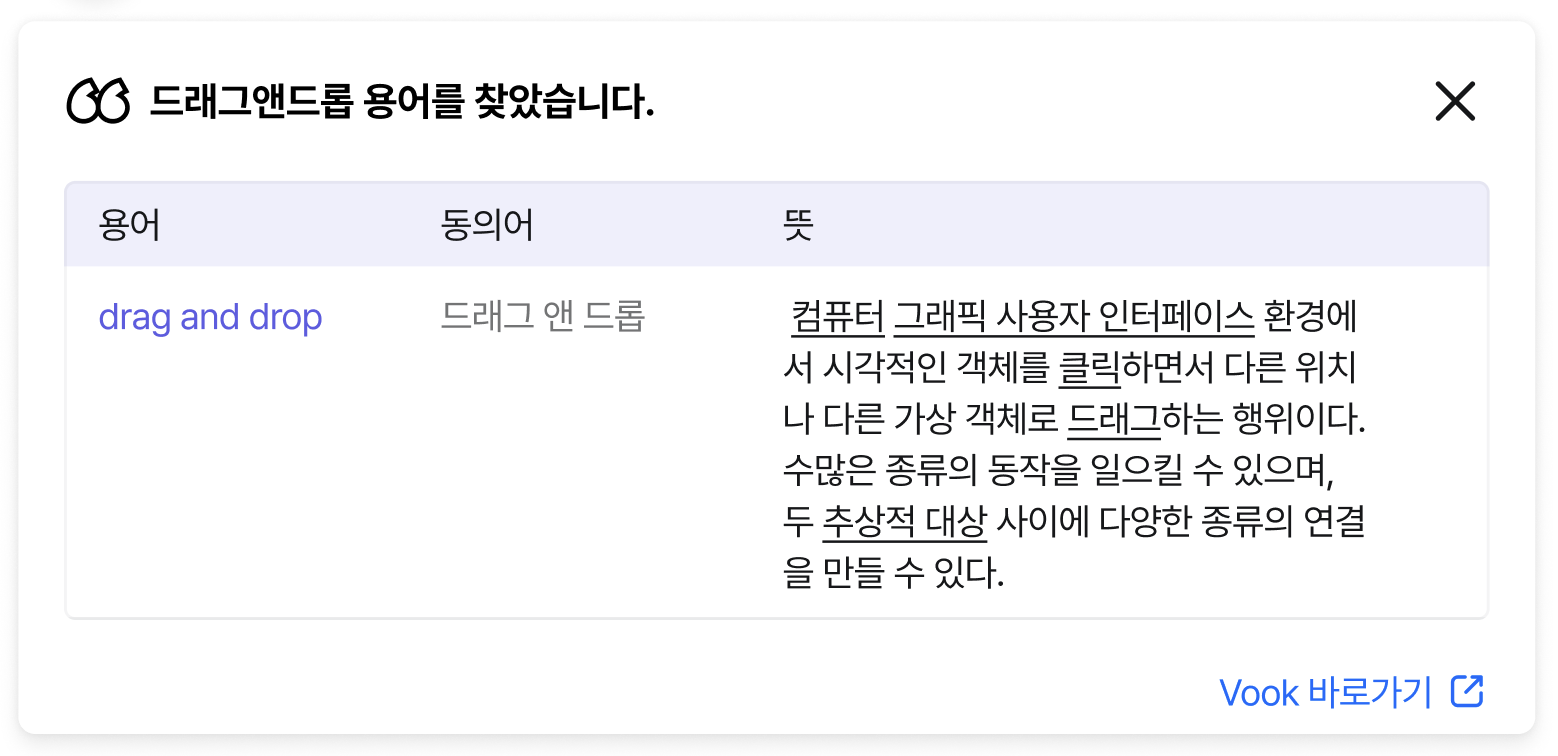 드래그앤드롭 용어를 찾았습니다.
용어 동의어 뜻
drag and drop 드래그 앤 드롭 컴퓨터 그래픽 사용자 인터페이스 환경에
서 시각적인 객체를 클릭하면서 다른 위치
나 다른 가상 객체로 드래그하는 행위이다.
수많은 종류의 동작을 일으킬 수 있으며,
두 추상적 대상 사이에 다양한 종류의 연결
을 만들 수 있다.
Vook 바로가기